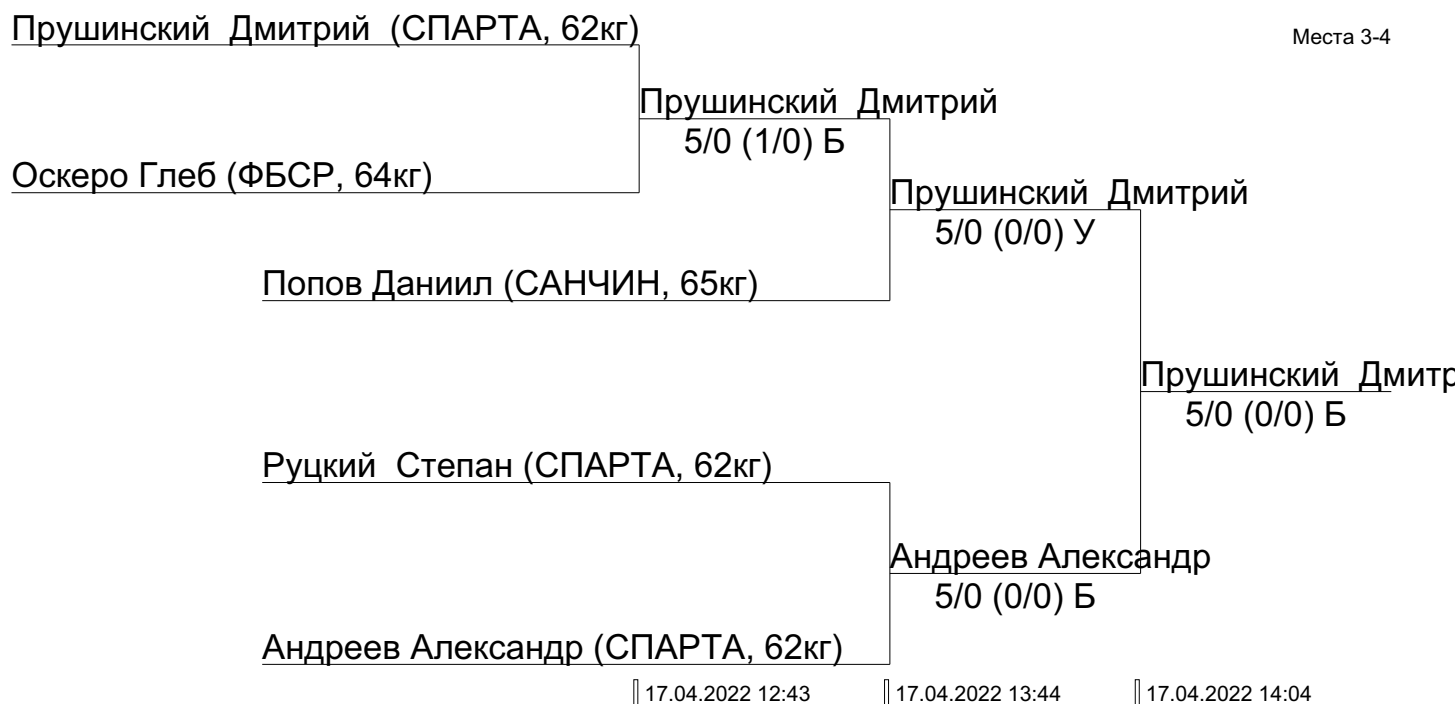 Прушинский Дмитрий (СПАРТА, 62кг)
Места 3-4
Прушинский Дмитрий
5/0 (1/0) Б
Оскеро Глеб (ФБСР, 64кг)
Прушинский Дмитрий
5/0 (0/0) У
Попов Даниил (САНЧИН, 65кг)
Прушинский Дмитр
5/0 (0/0) Б
Руцкий Степан (СПАРТА, 62кг)
Андреев Александр
5/0 (0/0) Б
Андреев Александр (СПАРТА, 62кг)
17.04.2022 12:43
17.04.2022 13:44
17.04.2022 14:04